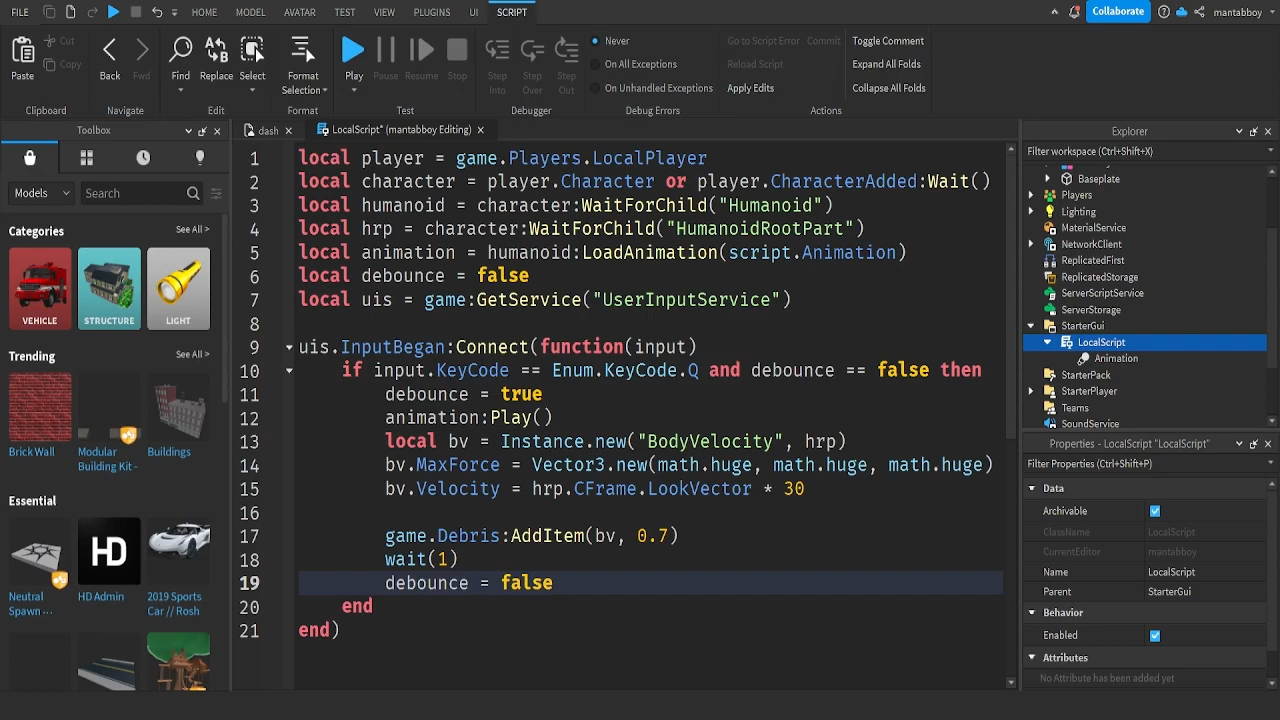 FILE HOME MODEL AVATAR TEST VIEW PLUGINS UI SCRIPT Collaborate mantabboy
Paste Cut Copy
Clipboard
Back Fwd
Navigate
Find Replace Select
Edit
Format Selection
Format
Play Pause Resume Stop
Test
Step Into Step Over Step Out
Debugger
Never
On All Exceptions
On Unhandled Exceptions
Debug Errors
Go to Script Error Commit
Reload Script
Apply Edits
Toggle Comment
Expand All Folds
Collapse All Folds
Actions
Toolbox
Models Search
Categories See All >
VEHICLE STRUCTURE LIGHT
Trending See All >
Brick Wall
Modular Building Kit -
Buildings
Essential
HD
Neutral Spawn ...
HD Admin
2019 Sports Car // Rosh
dash
LocalScript* (mantabboy Editing)
1 local player = game.Players.LocalPlayer
2 local character = player.Character or player.CharacterAdded:Wait()
3 local humanoid = character:WaitForChild("Humanoid")
4 local hrp = character:WaitForChild("HumanoidRootPart")
5 local animation = humanoid:LoadAnimation(script.Animation)
6 local debounce = false
7 local uis = game:GetService("UserInputService")
8
9 uis.InputBegan:Connect(function(input)
10 if input.KeyCode == Enum.KeyCode.Q and debounce == false then
11 debounce = true
12 animation:Play()
13 local bv = Instance.new("BodyVelocity", hrp)
14 bv.MaxForce = Vector3.new(math.huge, math.huge, math.huge)
15 bv.Velocity = hrp.CFrame.LookVector * 30
16
17 game.Debris:AddItem(bv, 0.7)
18 wait(1)
19 debounce = false
20 end
21 end)
Explorer
Filter workspace (Ctrl+Shift+X)
Baseplate
Players
Lighting
MaterialService
NetworkClient
ReplicatedFirst
ReplicatedStorage
ServerScriptService
ServerStorage
StarterGui
LocalScript
Animation
StarterPack
StarterPlayer
Teams
SoundService
Properties - LocalScript "LocalScript"
Filter Properties (Ctrl+Shift+P)
Data
Archivable
ClassName LocalScript
CurrentEditor mantabboy
Name LocalScript
Parent StarterGui
Behavior
Enabled
Attributes
No Attribute has been added yet